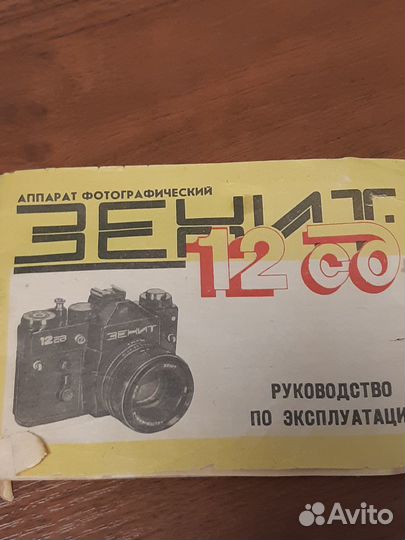 АППАРАТ ФОТОГРАФИЧЕСКИЙ
ЗЕНИТ-
12 сд
12сд ЗЕНИТ
РУКОВОДСТВО
ПО ЭКСПЛУАТАЦИ
Avito